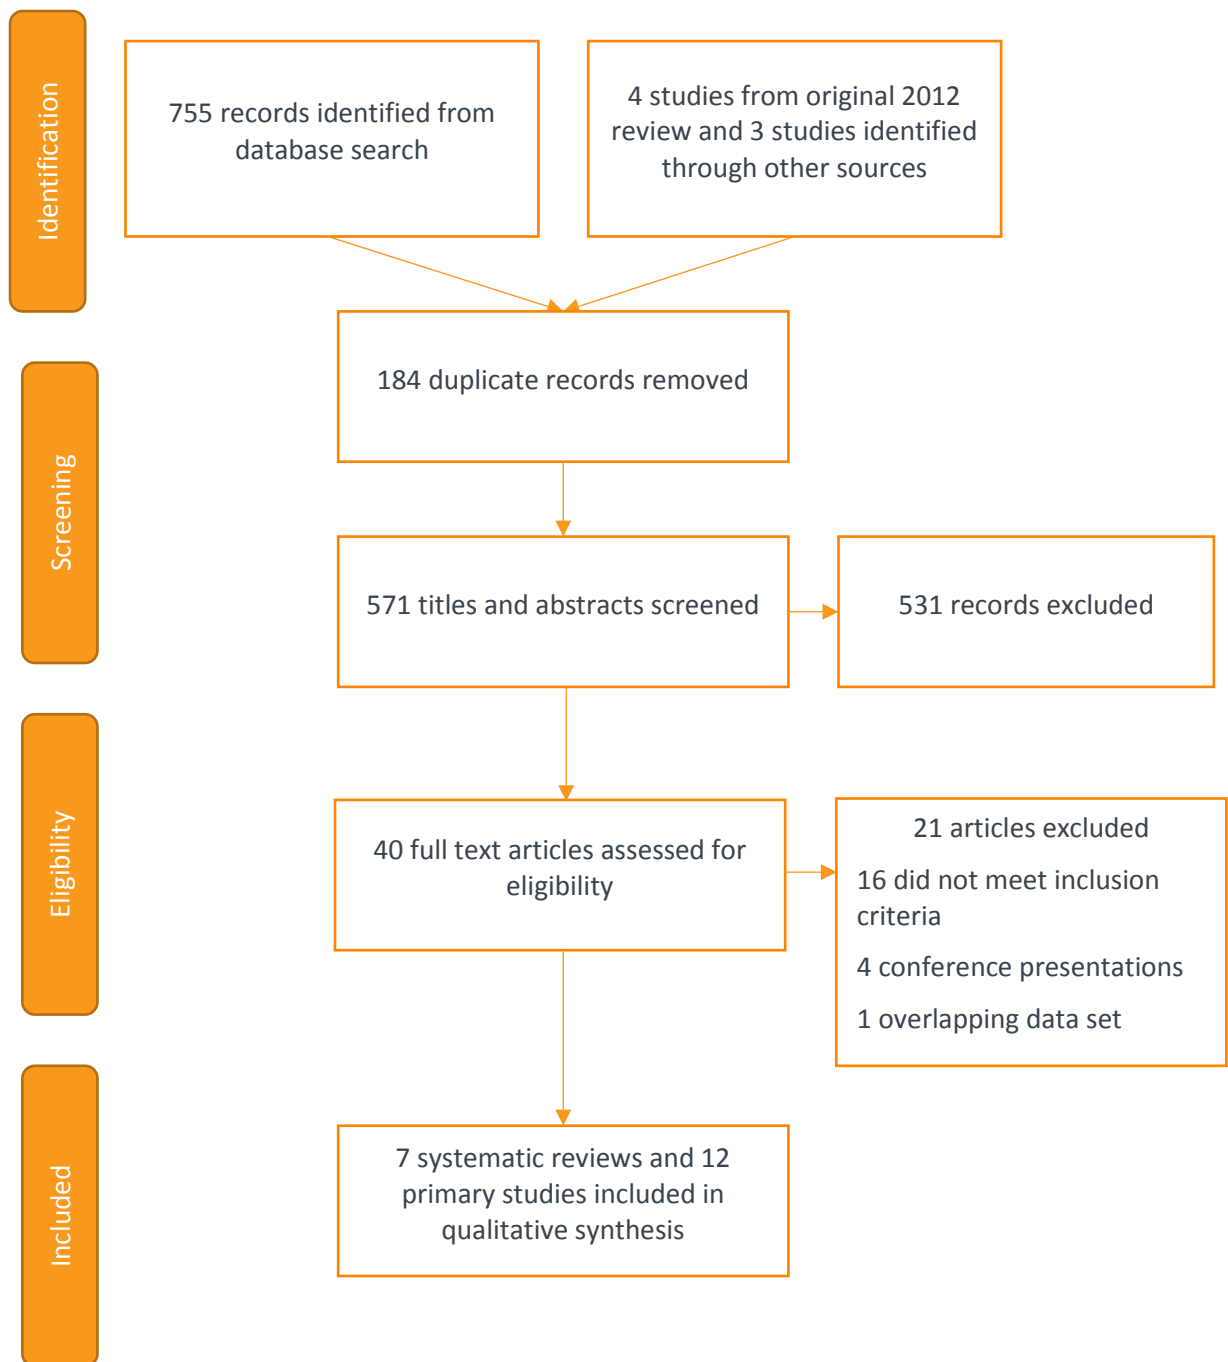 Identification
755 records identified from
database search
4 studies from original 2012
review and 3 studies identified
through other sources
184 duplicate records removed
Screening
571 titles and abstracts screened
531 records excluded
Eligibility
40 full text articles assessed for
eligibility
21 articles excluded
16 did not meet inclusion
criteria
4 conference presentations
1 overlapping data set
Included
7 systematic reviews and 12
primary studies included in
qualitative synthesis